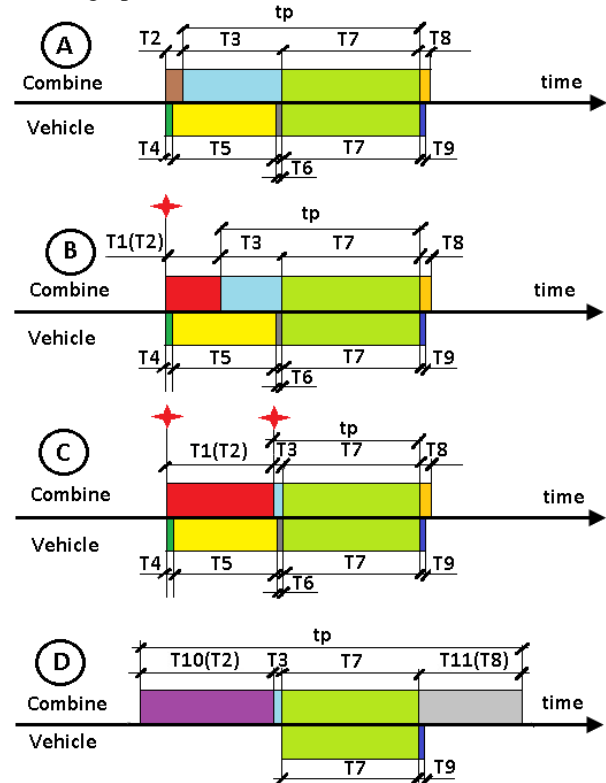 tp
A
T2 T3 T7 T8
Combine
time
Vehicle
T4 T5 T7 T9
T6
tp
B
T1(T2) T3 T7 T8
Combine
time
Vehicle
T4 T5 T7 T9
T6
C
tp
T1(T2) T3 T7 T8
Combine
time
Vehicle
T4 T5 T7 T9
T6
tp
D
T10(T2) T3 T7 T11(T8)
Combine
time
Vehicle
T7 T9